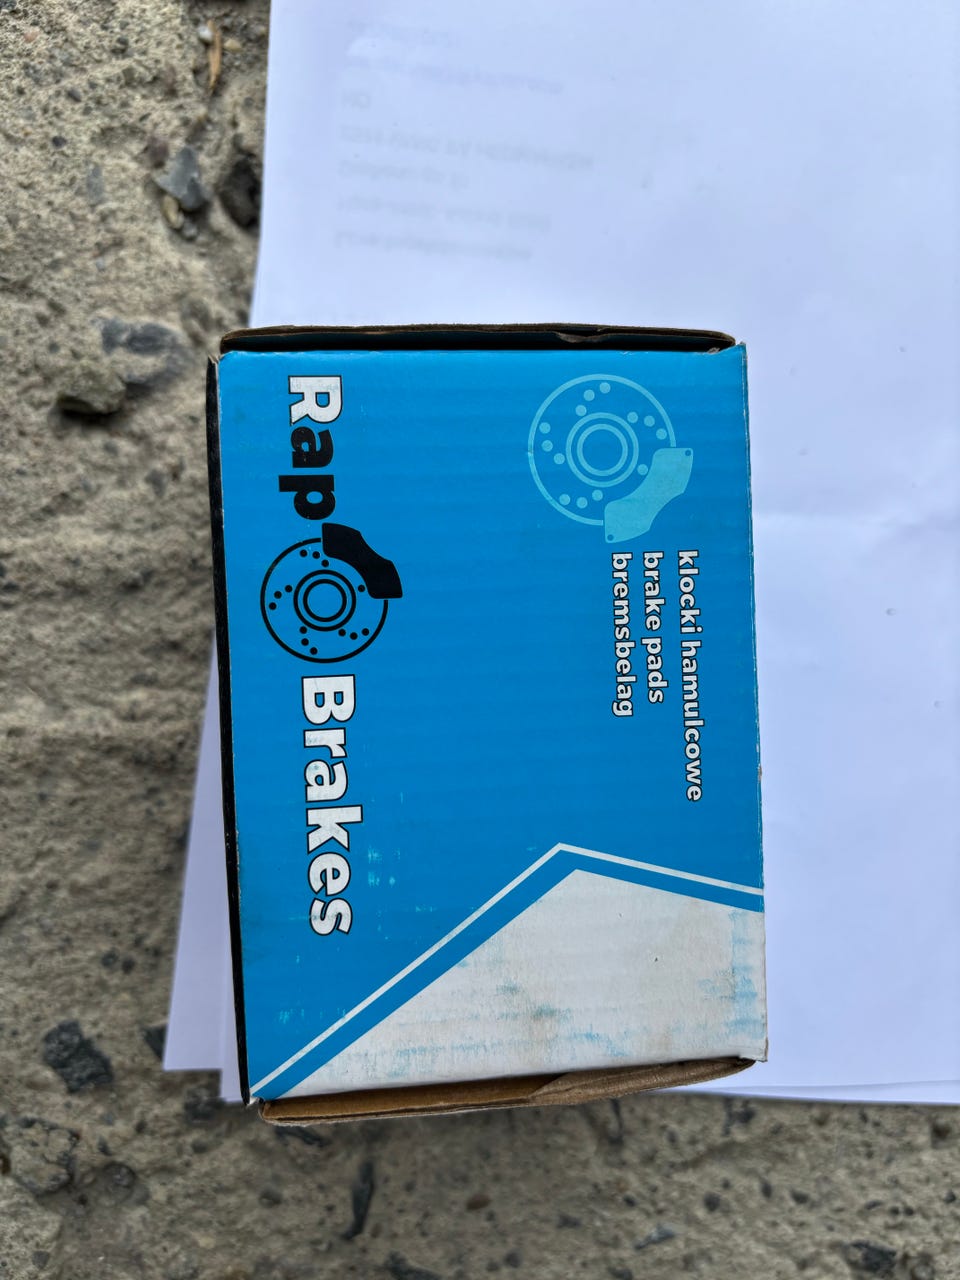 Rap Brakes
klocki hamulcowe
brake pads
bremsbelag